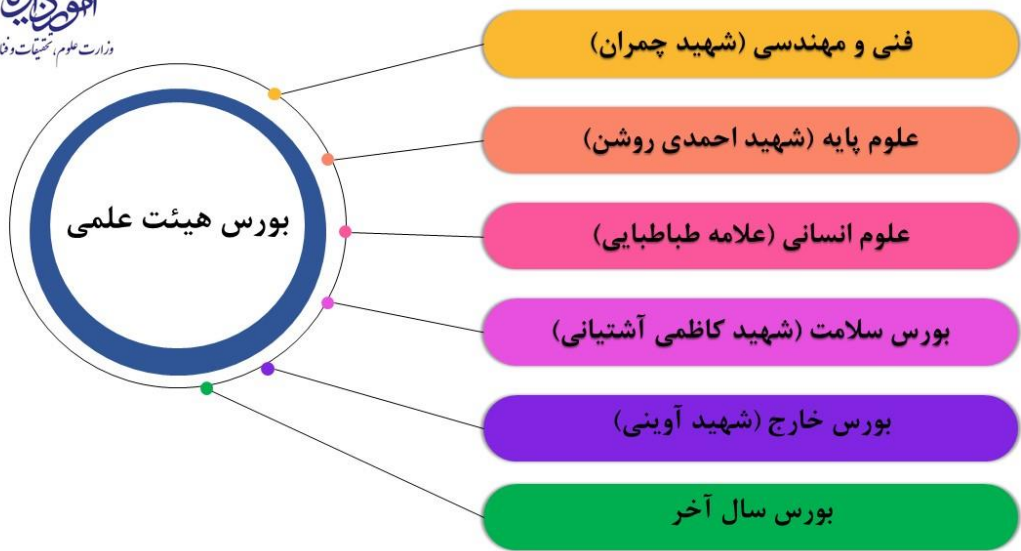 وزارت علوم، تحقیقات و
فنی و مهندسی (شهید چمران)
علوم پایه (شهید احمدی روشن)
علوم انسانی (علامه طباطبایی)
بورس سلامت (شهید کاظمی آشتیانی)
بورس خارج (شهید آوینی)
بورس سال آخر
بورس هیئت علمی